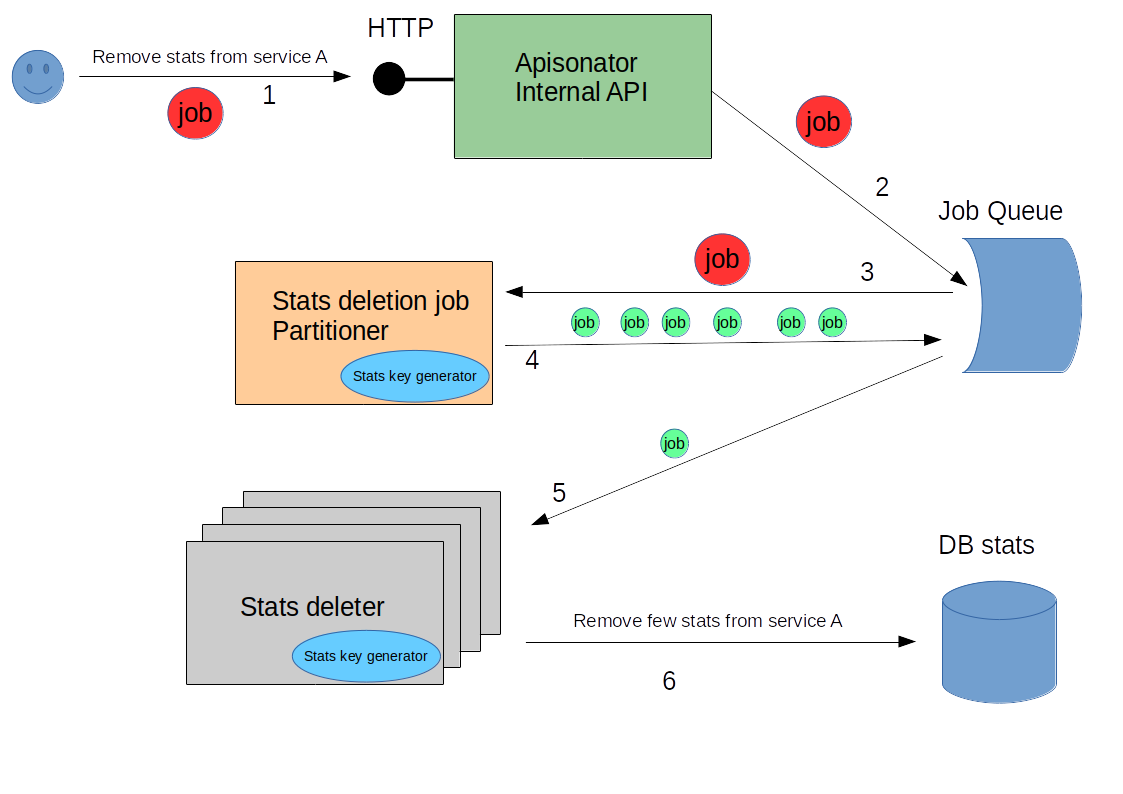 HTTP
Remove stats from service A
1
job
Apisonator
Internal API
job
2
Job Queue
job
3
Stats deletion job
Partitioner
Stats key generator
job
job
job
job
job
job
4
job
5
Stats deleter
Stats key generator
DB stats
Remove few stats from service A
6